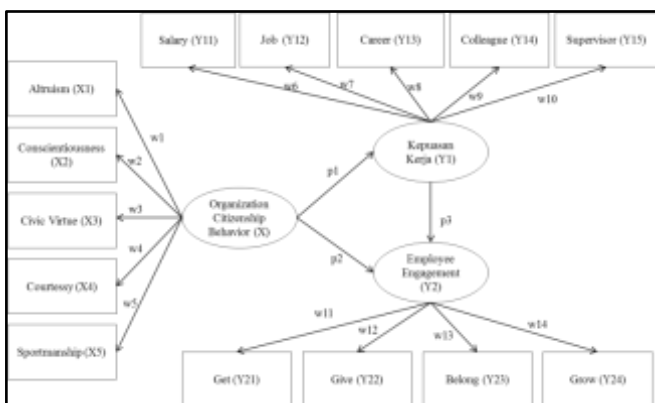 Salary (Y11)
Job (Y12)
Career (Y13)
Colleague (Y14)
Supervisor (Y15)
Altruism (X1)
w6
w7
w8
w9
w10
w1
Conscientiousness
(X2)
w2
Kepuasan
Kerja (Y1)
p1
Civic Virtue (X3)
w3
Organization
Citizenship
Behavior (X)
p3
w4
p2
Courtessy (X4)
Employee
Engagement
(Y2)
w5
Sportmanship (X5)
w11
w12
w13
w14
Get (Y21)
Give (Y22)
Belong (Y23)
Grow (Y24)